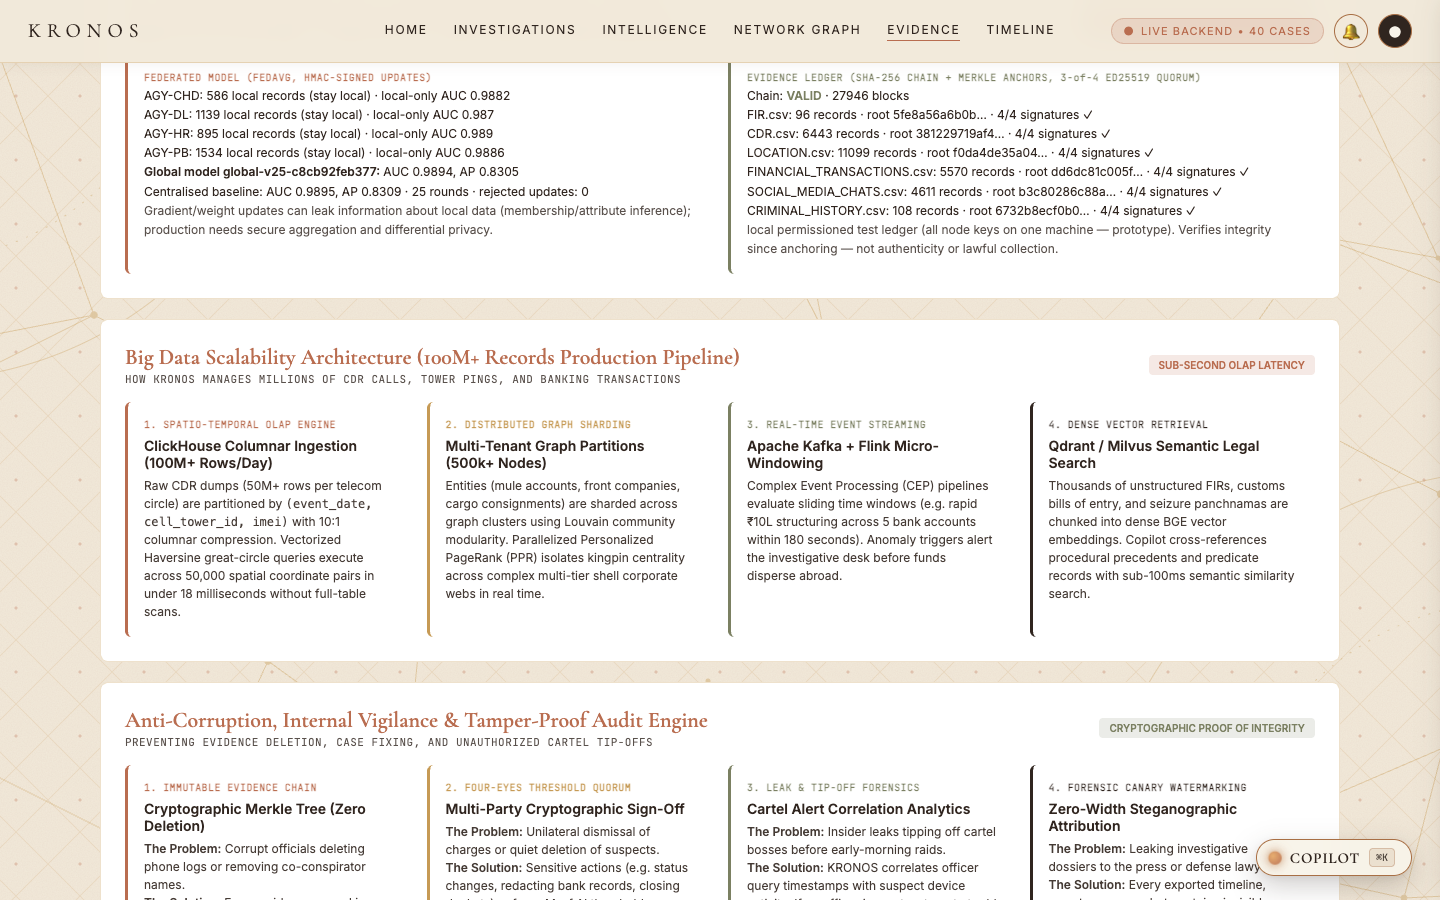 KRONOS
HOME INVESTIGATIONS INTELLIGENCE NETWORK GRAPH EVIDENCE TIMELINE
LIVE BACKEND • 40 CASES
FEDERATED MODEL (FEDAVG, HMAC-SIGNED UPDATES)
AGY-CHD: 586 local records (stay local) · local-only AUC 0.9882
AGY-DL: 1139 local records (stay local) · local-only AUC 0.987
AGY-HR: 895 local records (stay local) · local-only AUC 0.989
AGY-PB: 1534 local records (stay local) · local-only AUC 0.9886
Global model global-v25-c8cb92feb377: AUC 0.9894, AP 0.8305
Centralised baseline: AUC 0.9895, AP 0.8309 · 25 rounds · rejected updates: 0
Gradient/weight updates can leak information about local data (membership/attribute inference);
production needs secure aggregation and differential privacy.
EVIDENCE LEDGER (SHA-256 CHAIN + MERKLE ANCHORS, 3-of-4 ED25519 QUORUM)
Chain: VALID · 27946 blocks
FIR.csv: 96 records · root 5fe8a56a6b0b… · 4/4 signatures ✓
CDR.csv: 6443 records · root 381229719af4… · 4/4 signatures ✓
LOCATION.csv: 11099 records · root f0da4de35a04… · 4/4 signatures ✓
FINANCIAL_TRANSACTIONS.csv: 5570 records · root dd6dc81c005f… · 4/4 signatures ✓
SOCIAL_MEDIA_CHATS.csv: 4611 records · root b3c80286c88a… · 4/4 signatures ✓
CRIMINAL_HISTORY.csv: 108 records · root 6732b8ecf0b0… · 4/4 signatures ✓
local permissioned test ledger (all node keys on one machine — prototype). Verifies integrity
since anchoring — not authenticity or lawful collection.
Big Data Scalability Architecture (100M+ Records Production Pipeline)
HOW KRONOS MANAGES MILLIONS OF CDR CALLS, TOWER PINGS, AND BANKING TRANSACTIONS
SUB-SECOND OLAP LATENCY
1. SPATIO-TEMPORAL OLAP ENGINE
ClickHouse Columnar Ingestion
(100M+ Rows/Day)
Raw CDR dumps (50M+ rows per telecom
circle) are partitioned by (event_date,
cell_tower_id, imei) with 10:1
columnar compression. Vectorized
Haversine great-circle queries execute
across 50,000 spatial coordinate pairs in
under 18 milliseconds without full-table
scans.
2. DISTRIBUTED GRAPH SHARDING
Multi-Tenant Graph Partitions
(500k+ Nodes)
Entities (mule accounts, front companies,
cargo consignments) are sharded across
graph clusters using Louvain community
modularity. Parallelized Personalized
PageRank (PPR) isolates kingpin centrality
across complex multi-tier shell corporate
webs in real time.
3. REAL-TIME EVENT STREAMING
Apache Kafka + Flink Micro-
Windowing
Complex Event Processing (CEP) pipelines
evaluate sliding time windows (e.g. rapid
₹10L structuring across 5 bank accounts
within 180 seconds). Anomaly triggers alert
the investigative desk before funds
disperse abroad.
4. DENSE VECTOR RETRIEVAL
Qdrant / Milvus Semantic Legal
Search
Thousands of unstructured FIRs, customs
bills of entry, and seizure panchnamas are
chunked into dense BGE vector
embeddings. Copilot cross-references
procedural precedents and predicate
records with sub-100ms semantic similarity
search.
Anti-Corruption, Internal Vigilance & Tamper-Proof Audit Engine
PREVENTING EVIDENCE DELETION, CASE FIXING, AND UNAUTHORIZED CARTEL TIP-OFFS
CRYPTOGRAPHIC PROOF OF INTEGRITY
1. IMMUTABLE EVIDENCE CHAIN
Cryptographic Merkle Tree (Zero
Deletion)
The Problem: Corrupt officials deleting
phone logs or removing co-conspirator
names.
2. FOUR-EYES THRESHOLD QUORUM
Multi-Party Cryptographic Sign-Off
The Problem: Unilateral dismissal of
charges or quiet deletion of suspects.
The Solution: Sensitive actions (e.g. status
changes, redacting bank records, closing
3. LEAK & TIP-OFF FORENSICS
Cartel Alert Correlation Analytics
The Problem: Insider leaks tipping off cartel
bosses before early-morning raids.
The Solution: KRONOS correlates officer
query timestamps with suspect device
4. FORENSIC CANARY WATERMARKING
Zero-Width Steganographic
Attribution
The Problem: Leaking investigative
dossiers to the press or defense lawy
The Solution: Every exported timeline,
COPILOT ⌘K